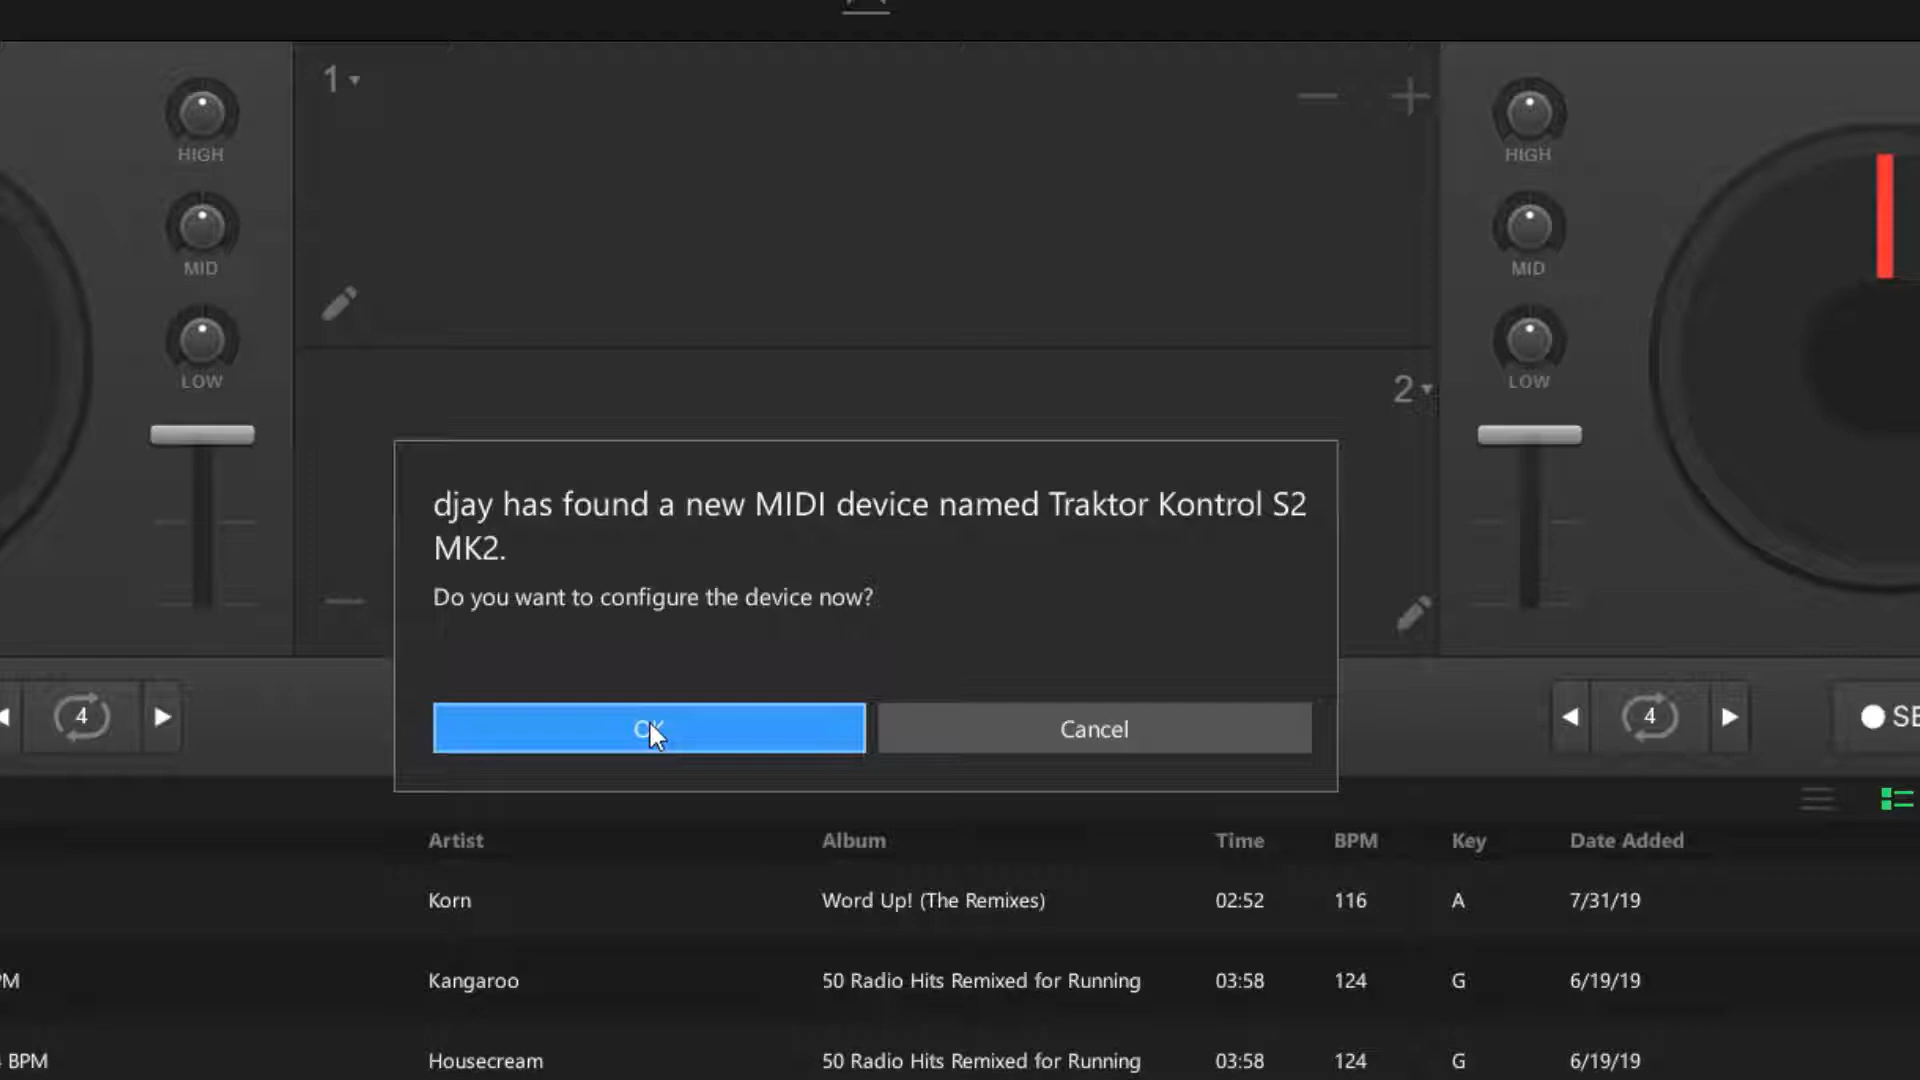 1
HIGH
HIGH
MID
MID
LOW
LOW
2
djay has found a new MIDI device named Traktor Kontrol S2
MK2.
Do you want to configure the device now?
OK
Cancel
4
4
Artist Album Time BPM Key Date Added
Korn Word Up! (The Remixes) 02:52 116 A 7/31/19
Kangaroo 50 Radio Hits Remixed for Running 03:58 124 G 6/19/19
BPM Housecream 50 Radio Hits Remixed for Running 03:58 124 G 6/19/19